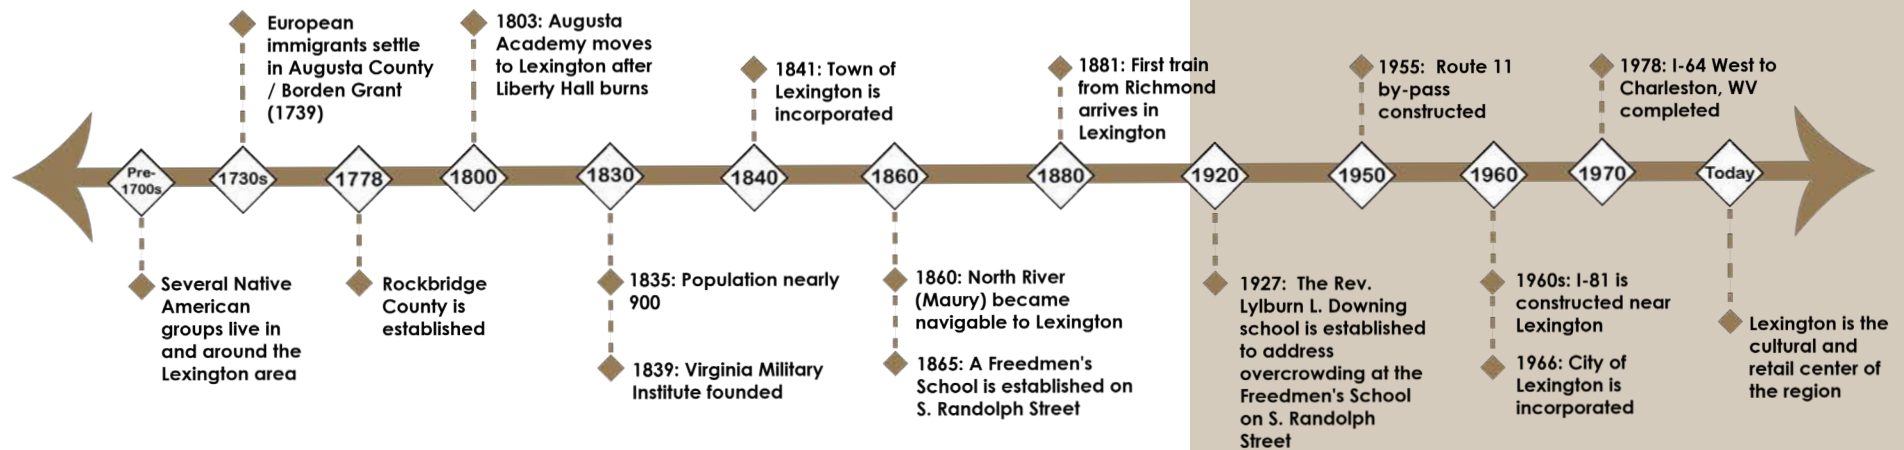 European
immigrants settle
in Augusta County
/ Borden Grant
(1739)
1803: Augusta
Academy moves
to Lexington after
Liberty Hall burns
1841: Town of
Lexington is
incorporated
1881: First train
from Richmond
arrives in
Lexington
1955:  Route 11
by-pass
constructed
1978: I-64 West to
Charleston, WV
completed
Pre-
1700s
1730s
1778
1800
1830
1840
1860
1880
1920
1950
1960
1970
Today
Several Native
American
groups live in
and around the
Lexington area
Rockbridge
County is
established
1835: Population nearly
900
1839: Virginia Military
Institute founded
1860: North River
(Maury) became
navigable to Lexington
1865: A Freedmen's
School is established on
S. Randolph Street
1927:  The Rev.
Lylburn L. Downing
school is established
to address
overcrowding at the
Freedmen's School
on S. Randolph
Street
1960s: I-81 is
constructed near
Lexington
1966: City of
Lexington is
incorporated
Lexington is the
cultural and
retail center of
the region